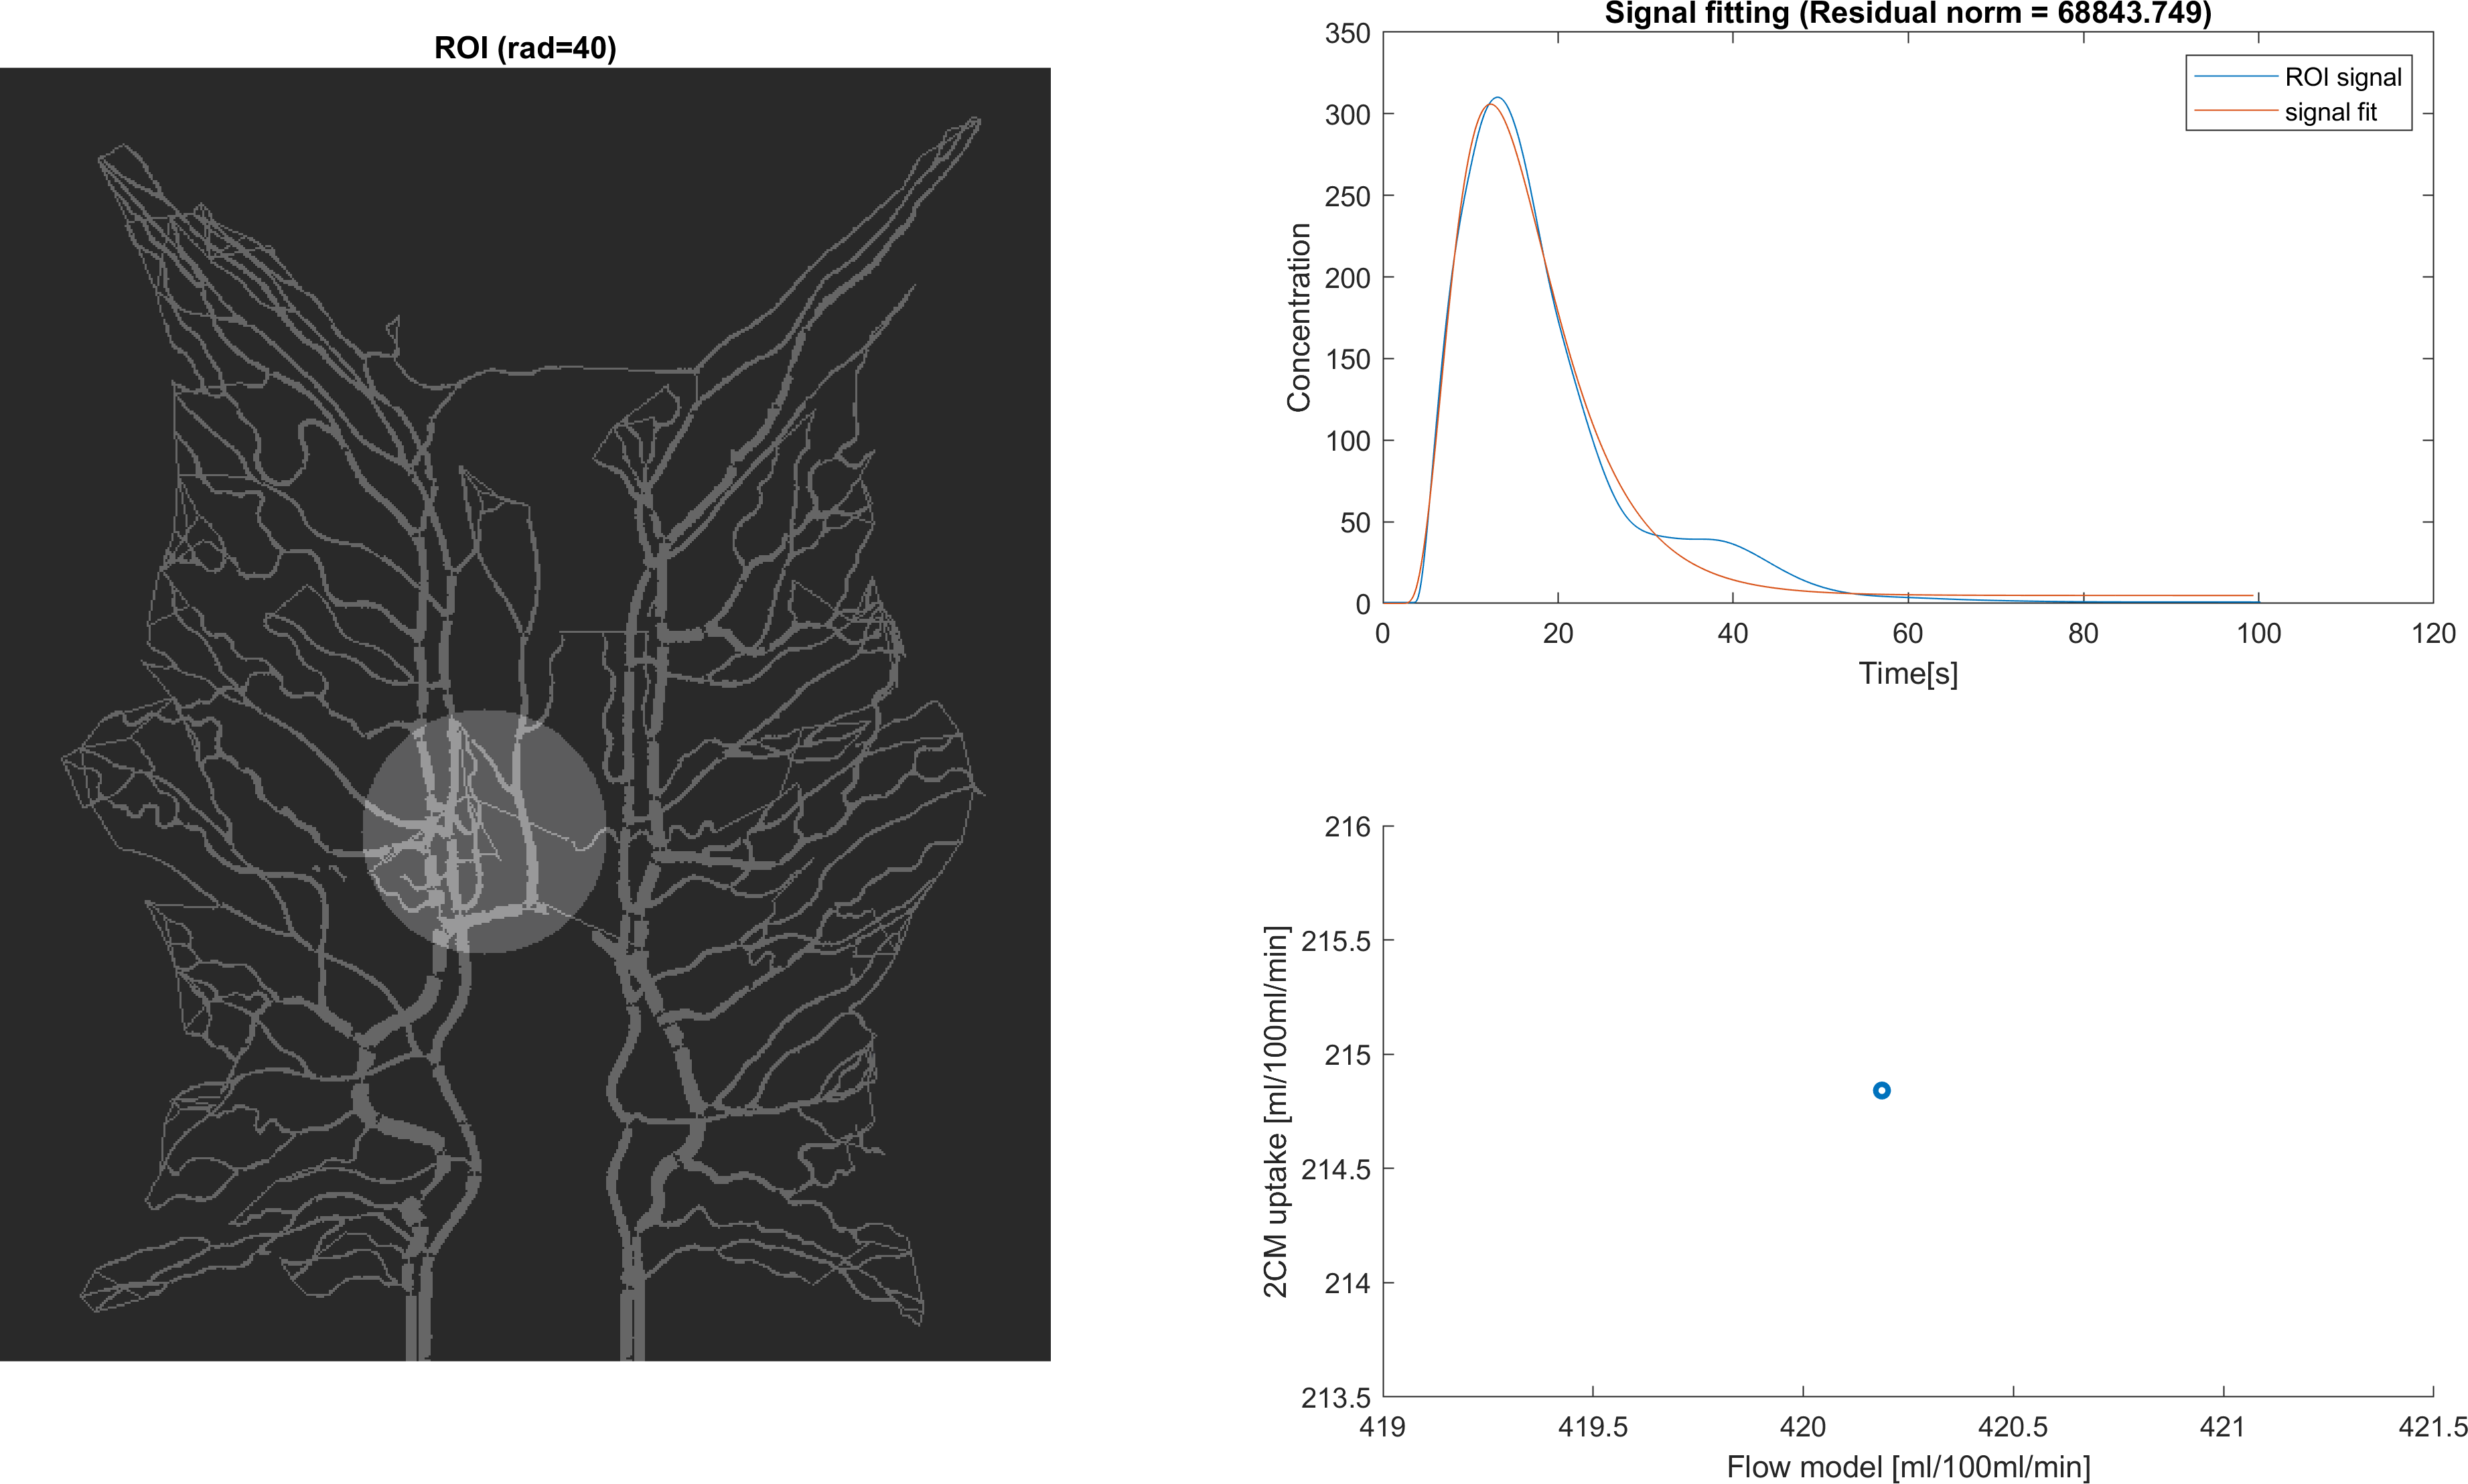 ROI (rad=40)
Signal fitting (Residual norm = 68843.749)
350
300
250
200
150
100
50
0
Concentration
ROI signal
signal fit
0 20 40 60 80 100 120
Time[s]
216
215.5
215
214.5
214
213.5
2CM uptake [ml/100ml/min]
419 419.5 420 420.5 421 421.5
Flow model [ml/100ml/min]